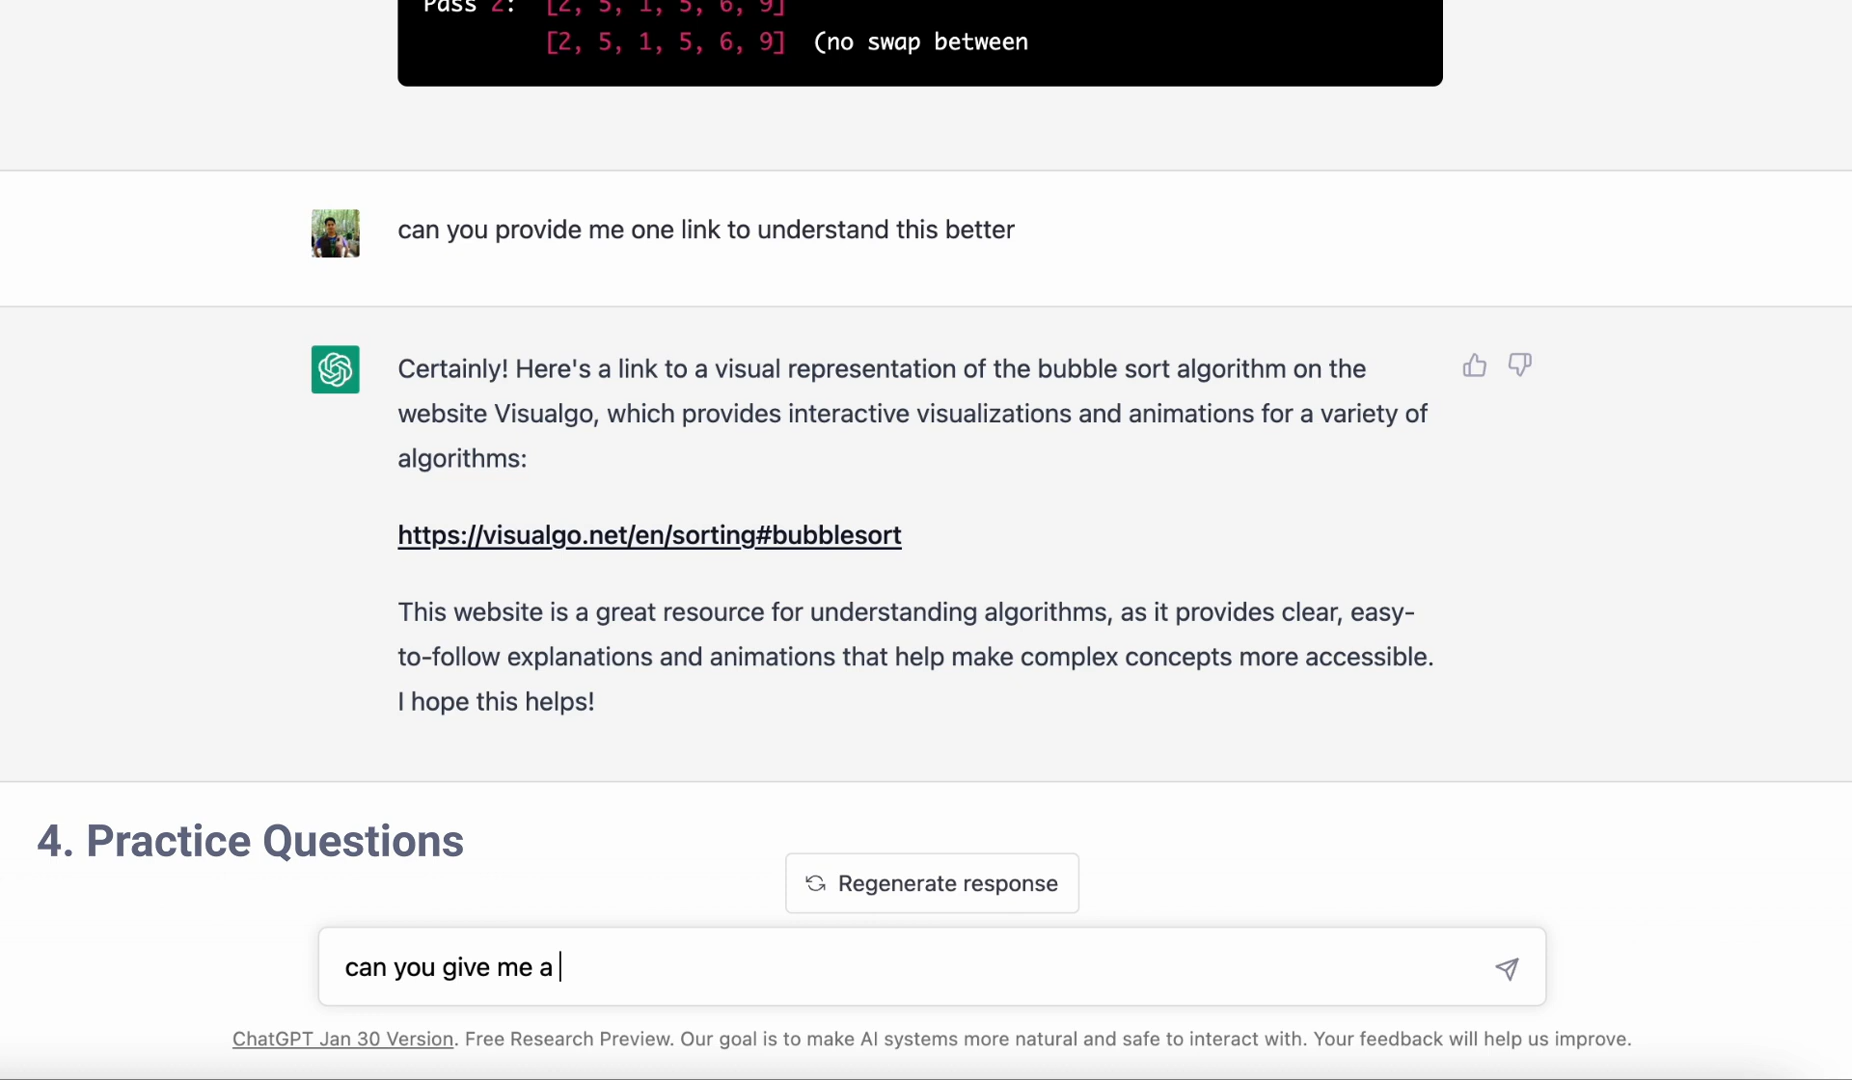 Pass 2: [2, 5, 1, 5, 6, 9]
[2, 5, 1, 5, 6, 9] (no swap between
can you provide me one link to understand this better
Certainly! Here's a link to a visual representation of the bubble sort algorithm on the
website Visualgo, which provides interactive visualizations and animations for a variety of
algorithms:
https://visualgo.net/en/sorting#bubblesort
This website is a great resource for understanding algorithms, as it provides clear, easy-
to-follow explanations and animations that help make complex concepts more accessible.
I hope this helps!
4. Practice Questions
Regenerate response
can you give me a
ChatGPT Jan 30 Version. Free Research Preview. Our goal is to make AI systems more natural and safe to interact with. Your feedback will help us improve.